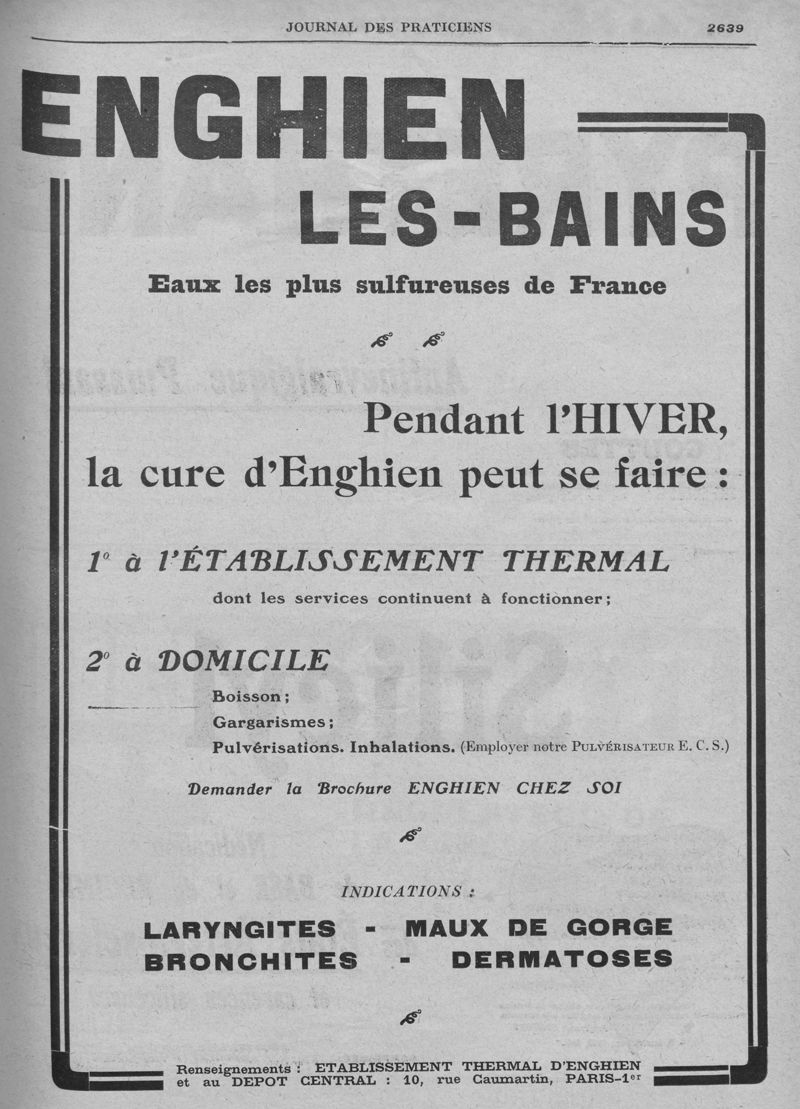 JOURNAL DES PRATICIENS 2639
ENGHIEN
LES-BAINS
Eaux les plus sulfureuses de France
Pendant l'HIVER,
la cure d'Enghien peut se faire :
1° à l'ÉTABLISSEMENT THERMAL
dont les services continuent à fonctionner ;
2° à DOMICILE
Boisson ;
Gargarismes ;
Pulvérisations. Inhalations. (Employer notre PULVÉRISATEUR E. C. S.)
Demander la Brochure ENGHIEN CHEZ SOI
INDICATIONS :
LARYNGITES - MAUX DE GORGE
BRONCHITES - DERMATOSES
Renseignements : ETABLISSEMENT THERMAL D'ENGHIEN
et au DEPOT CENTRAL : 10, rue Caumartin, PARIS-1er